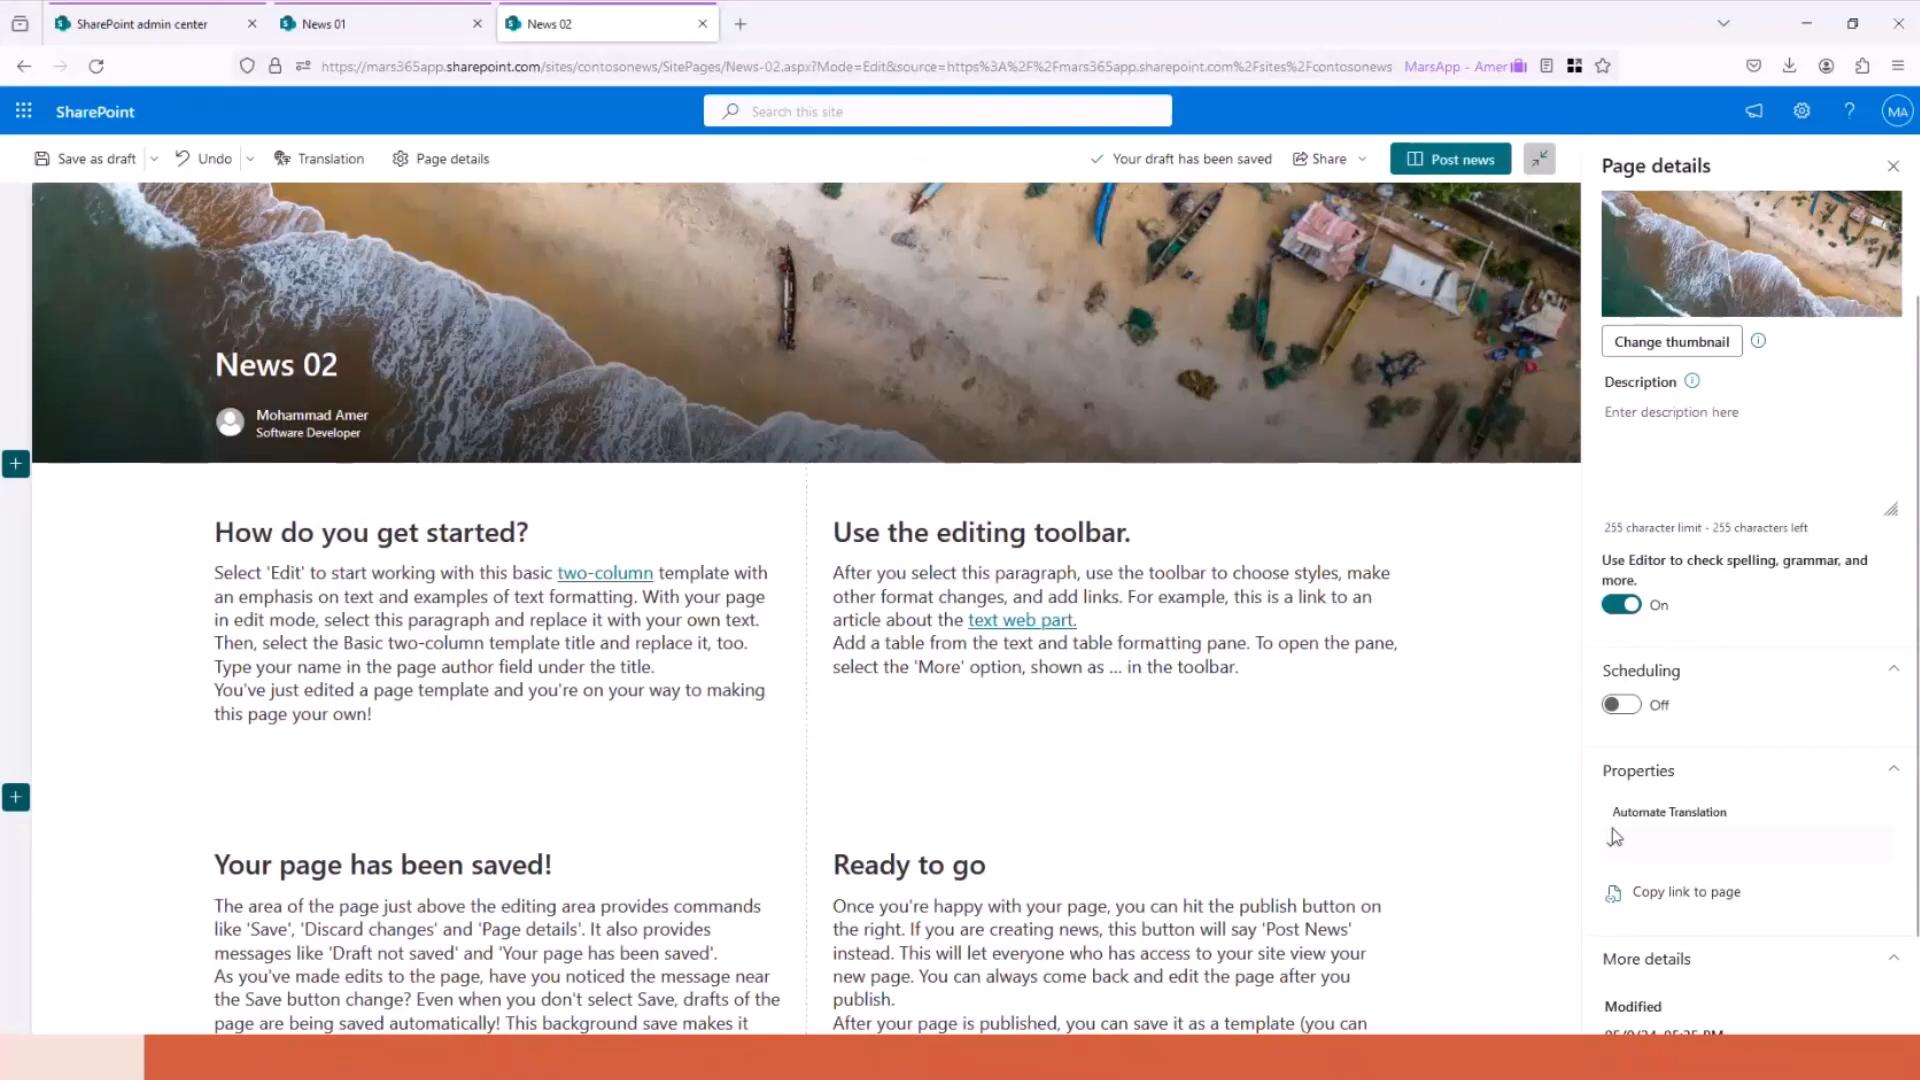 SharePoint admin center
News 01
News 02
https://mars365app.sharepoint.com/sites/contosonews/SitePages/News-02.aspx?Mode=Edit&source=https%3A%2F%2Fmars365app.sharepoint.com%2Fsites%2Fcontosonews
MarsApp - Amer
SharePoint
Search this site
MA
Save as draft
Undo
Translation
Page details
Your draft has been saved
Share
Post news
News 02
Mohammad Amer
Software Developer
How do you get started?
Select 'Edit' to start working with this basic two-column template with
an emphasis on text and examples of text formatting. With your page
in edit mode, select this paragraph and replace it with your own text.
Then, select the Basic two-column template title and replace it, too.
Type your name in the page author field under the title.
You've just edited a page template and you're on your way to making
this page your own!
Use the editing toolbar.
After you select this paragraph, use the toolbar to choose styles, make
other format changes, and add links. For example, this is a link to an
article about the text web part.
Add a table from the text and table formatting pane. To open the pane,
select the 'More' option, shown as ... in the toolbar.
Your page has been saved!
The area of the page just above the editing area provides commands
like 'Save', 'Discard changes' and 'Page details'. It also provides
messages like 'Draft not saved' and 'Your page has been saved'.
As you've made edits to the page, have you noticed the message near
the Save button change? Even when you don't select Save, drafts of the
page are being saved automatically! This background save makes it
Ready to go
Once you're happy with your page, you can hit the publish button on
the right. If you are creating news, this button will say 'Post News'
instead. This will let everyone who has access to your site view your
new page. You can always come back and edit the page after you
publish.
After your page is published, you can save it as a template (you can
Page details
Change thumbnail
Description
Enter description here
255 character limit - 255 characters left
Use Editor to check spelling, grammar, and
more.
On
Scheduling
Off
Properties
Automate Translation
Copy link to page
More details
Modified